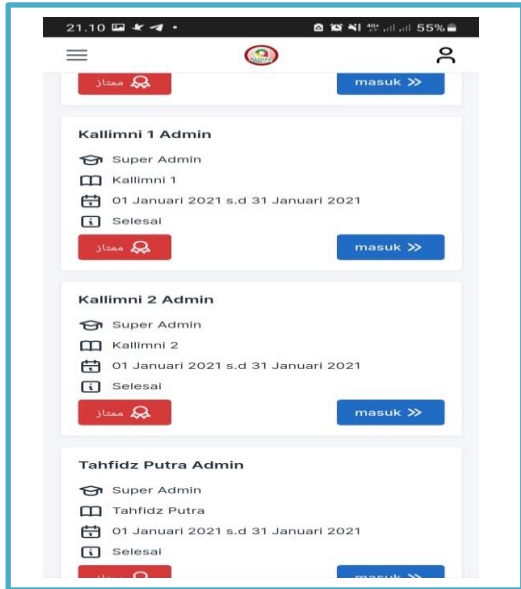 21.10
55%
ممتاز
masuk
Kallimni 1 Admin
Super Admin
Kallimni 1
01 Januari 2021 s.d 31 Januari 2021
Selesai
ممتاز
masuk
Kallimni 2 Admin
Super Admin
Kallimni 2
01 Januari 2021 s.d 31 Januari 2021
Selesai
ممتاز
masuk
Tahfidz Putra Admin
Super Admin
Tahfidz Putra
01 Januari 2021 s.d 31 Januari 2021
Selesai
ممتاز
masuk